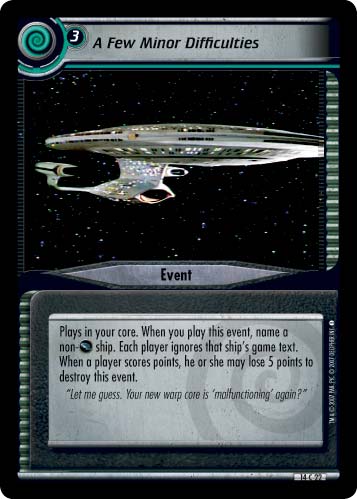 3 A Few Minor Difficulties
Event
Plays in your core. When you play this event, name a
non- ship. Each player ignores that ship's game text.
When a player scores points, he or she may lose 5 points to
destroy this event.
"Let me guess. Your new warp core is 'malfunctioning' again?"
14 C 22